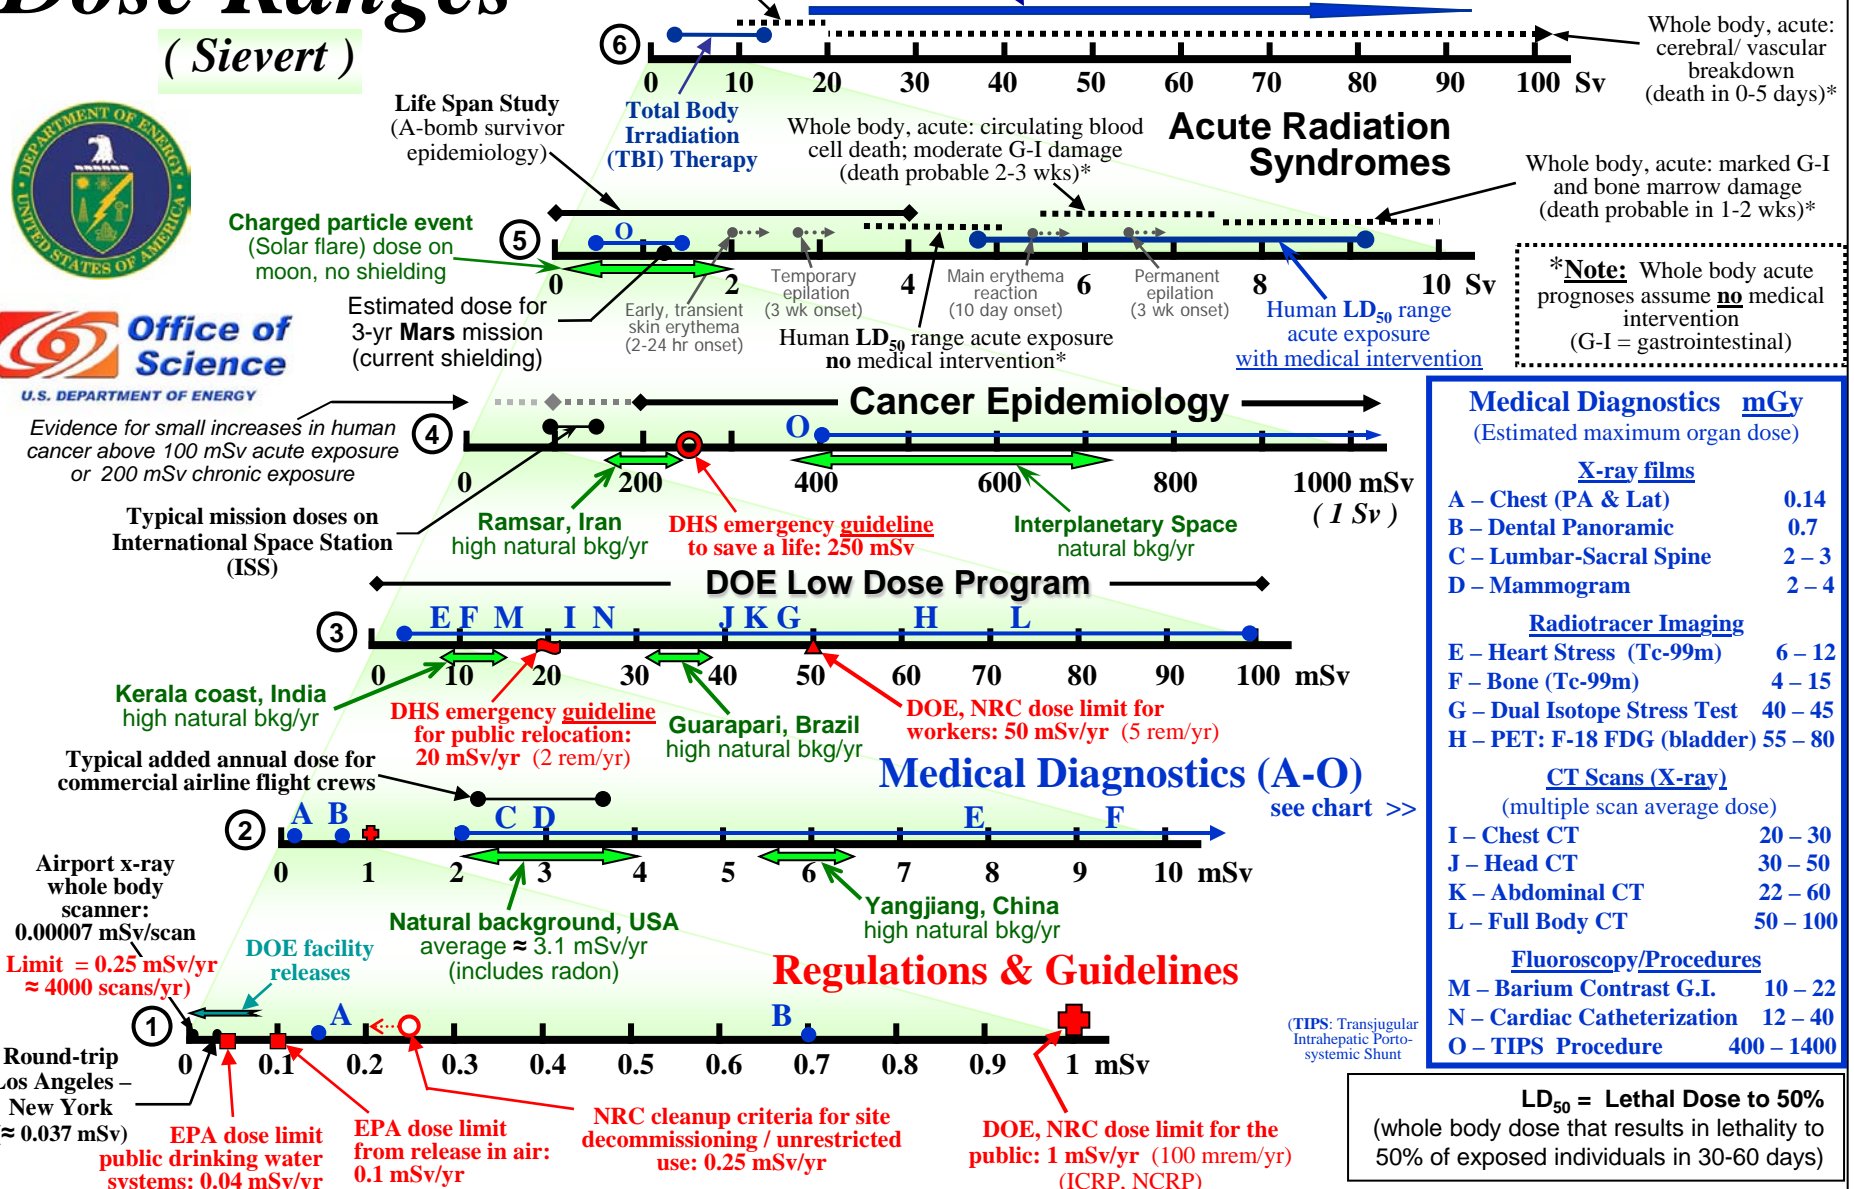 Dose Ranges
( Sievert )
DEPARTMENT OF ENERGY
UNITED STATES OF AMERICA
Office of
Science
U.S. DEPARTMENT OF ENERGY
6
0 10 20 30 40 50 60 70 80 90 100 Sv
Whole body, acute:
cerebral/ vascular
breakdown
(death in 0-5 days)*
Total Body
Irradiation
(TBI) Therapy
Life Span Study
(A-bomb survivor
epidemiology)
Whole body, acute: circulating blood
cell death; moderate G-I damage
(death probable 2-3 wks)*
Acute Radiation
Syndromes
Whole body, acute: marked G-I
and bone marrow damage
(death probable in 1-2 wks)*
Charged particle event
(Solar flare) dose on
moon, no shielding
5
O
0 2 4 6 8 10 Sv
Estimated dose for
3-yr Mars mission
(current shielding)
Early, transient
skin erythema
(2-24 hr onset)
Temporary
epilation
(3 wk onset)
Main erythema
reaction
(10 day onset)
Permanent
epilation
(3 wk onset)
Human LD50 range acute exposure
no medical intervention*
Human LD50 range
acute exposure
with medical intervention
*Note: Whole body acute
prognoses assume no medical
intervention
(G-I = gastrointestinal)
Evidence for small increases in human
cancer above 100 mSv acute exposure
or 200 mSv chronic exposure
4
Cancer Epidemiology
O
0 200 400 600 800 1000 mSv
( 1 Sv )
Typical mission doses on
International Space Station
(ISS)
Ramsar, Iran
high natural bkg/yr
DHS emergency guideline
to save a life: 250 mSv
Interplanetary Space
natural bkg/yr
DOE Low Dose Program
3
E F M I N J K G H L
0 10 20 30 40 50 60 70 80 90 100 mSv
Kerala coast, India
high natural bkg/yr
DHS emergency guideline
for public relocation:
20 mSv/yr (2 rem/yr)
Guarapari, Brazil
high natural bkg/yr
DOE, NRC dose limit for
workers: 50 mSv/yr (5 rem/yr)
Typical added annual dose for
commercial airline flight crews
Medical Diagnostics (A-O)
see chart >>
2
A B C D E F
0 1 2 3 4 5 6 7 8 9 10 mSv
Airport x-ray
whole body
scanner:
0.00007 mSv/scan
Limit = 0.25 mSv/yr
≈ 4000 scans/yr)
DOE facility
releases
Natural background, USA
average ≈ 3.1 mSv/yr
(includes radon)
Yangjiang, China
high natural bkg/yr
Regulations & Guidelines
1
A B
0 0.1 0.2 0.3 0.4 0.5 0.6 0.7 0.8 0.9 1 mSv
Round-trip
Los Angeles –
New York
≈ 0.037 mSv)
EPA dose limit
public drinking water
systems: 0.04 mSv/yr
EPA dose limit
from release in air:
0.1 mSv/yr
NRC cleanup criteria for site
decommissioning / unrestricted
use: 0.25 mSv/yr
DOE, NRC dose limit for the
public: 1 mSv/yr (100 mrem/yr)
(ICRP, NCRP)
Medical Diagnostics mGy
(Estimated maximum organ dose)
X-ray films
A – Chest (PA & Lat) 0.14
B – Dental Panoramic 0.7
C – Lumbar-Sacral Spine 2 – 3
D – Mammogram 2 – 4
Radiotracer Imaging
E – Heart Stress (Tc-99m) 6 – 12
F – Bone (Tc-99m) 4 – 15
G – Dual Isotope Stress Test 40 – 45
H – PET: F-18 FDG (bladder) 55 – 80
CT Scans (X-ray)
(multiple scan average dose)
I – Chest CT 20 – 30
J – Head CT 30 – 50
K – Abdominal CT 22 – 60
L – Full Body CT 50 – 100
Fluoroscopy/Procedures
M – Barium Contrast G.I. 10 – 22
N – Cardiac Catheterization 12 – 40
O – TIPS Procedure 400 – 1400
(TIPS: Transjugular
Intrahepatic Porto-
systemic Shunt
LD50 = Lethal Dose to 50%
(whole body dose that results in lethality to
50% of exposed individuals in 30-60 days)